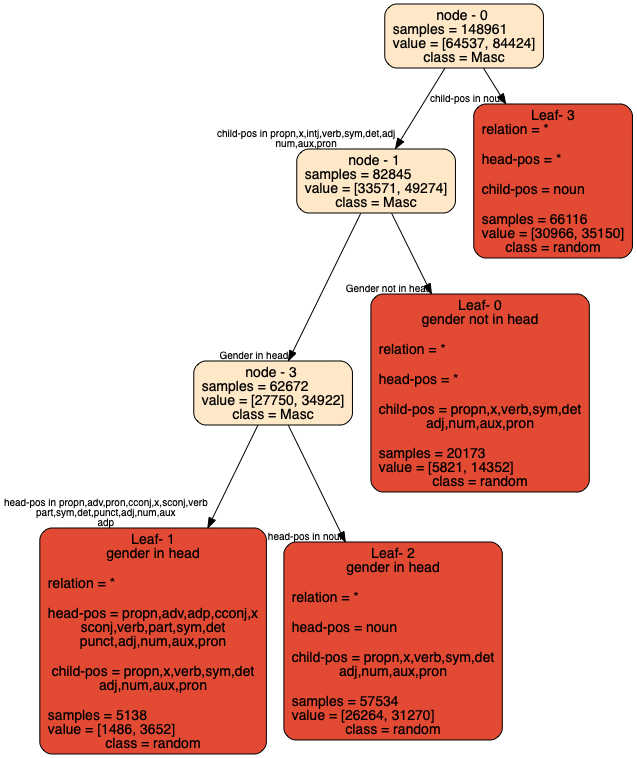 node - 0
samples = 148961
value = [64537, 84424]
class = Masc
child-pos in noun
Leaf- 3
relation = *
head-pos = *
child-pos = noun
samples = 66116
value = [30966, 35150]
class = random
child-pos in propn,x,intj,verb,sym,det,adj
num,aux,pron
node - 1
samples = 82845
value = [33571, 49274]
class = Masc
Gender not in head
Leaf- 0
gender not in head
relation = *
head-pos = *
child-pos = propn,x,verb,sym,det
adj,num,aux,pron
samples = 20173
value = [5821, 14352]
class = random
Gender in head
node - 3
samples = 62672
value = [27750, 34922]
class = Masc
head-pos in propn,adv,pron,cconj,x,sconj,verb
part,sym,det,punct,adj,num,aux
adp
Leaf- 1
gender in head
relation = *
head-pos = propn,adv,adp,cconj,x
sconj,verb,part,sym,det
punct,adj,num,aux,pron
child-pos = propn,x,verb,sym,det
adj,num,aux,pron
samples = 5138
value = [1486, 3652]
class = random
head-pos in noun
Leaf- 2
gender in head
relation = *
head-pos = noun
child-pos = propn,x,verb,sym,det
adj,num,aux,pron
samples = 57534
value = [26264, 31270]
class = random